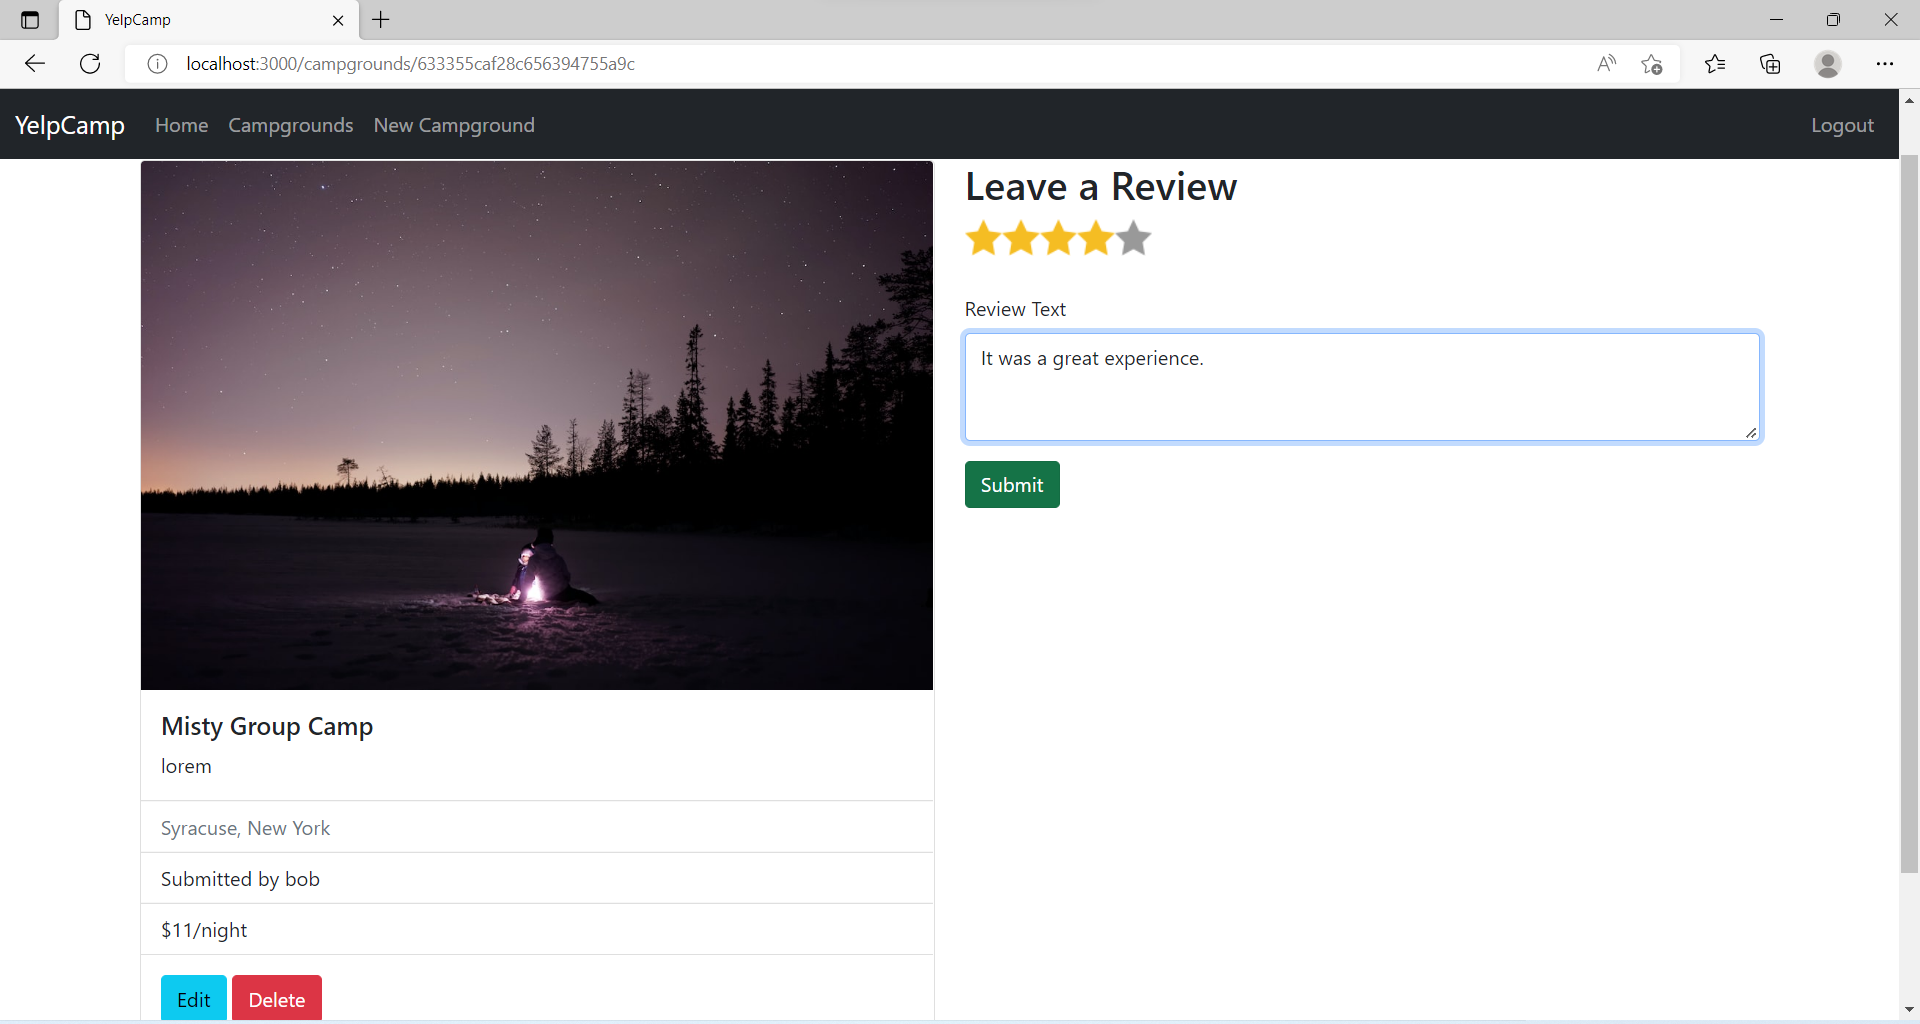 YelpCamp
localhost:3000/campgrounds/633355caf28c656394755a9c
YelpCamp Home Campgrounds New Campground Logout
Leave a Review
Review Text
It was a great experience.
Submit
Misty Group Camp
lorem
Syracuse, New York
Submitted by bob
$11/night
Edit Delete